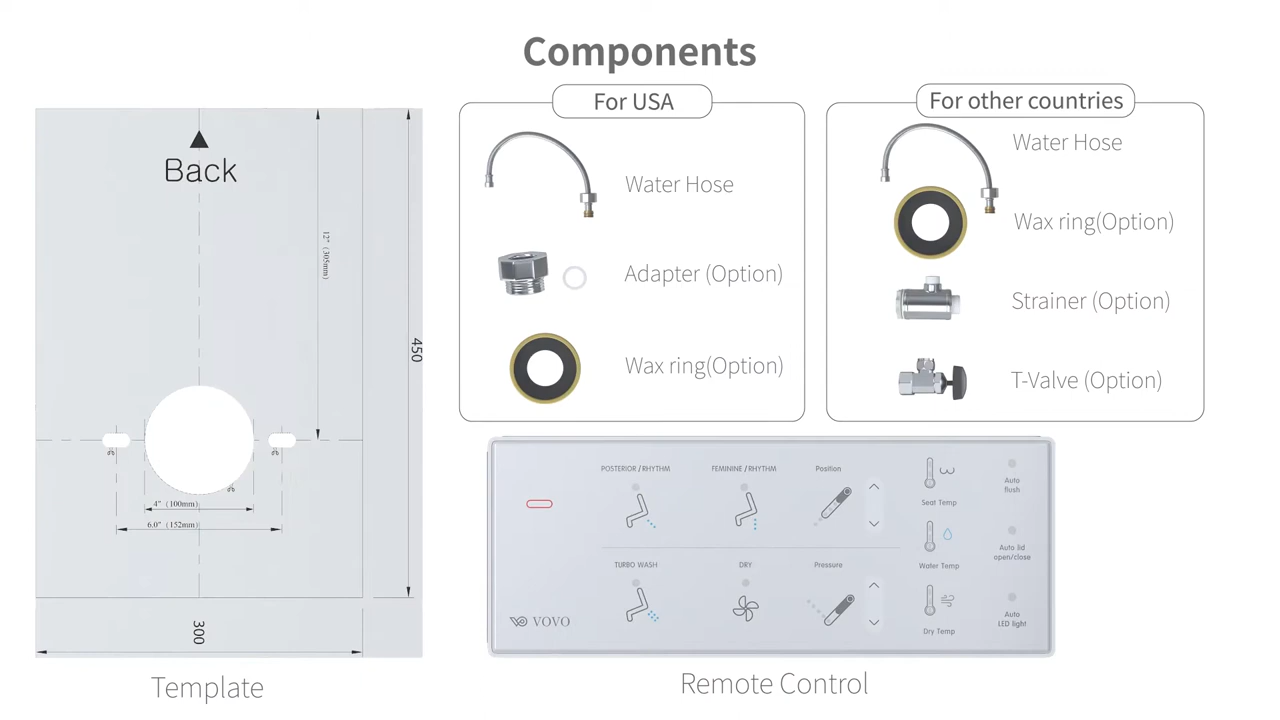 Components
Back
12" (305mm)
450
4" (100mm)
6.0" (152mm)
300
Template
For USA
Water Hose
Adapter (Option)
Wax ring(Option)
For other countries
Water Hose
Wax ring(Option)
Strainer (Option)
T-Valve (Option)
POSTERIOR / RHYTHM
FEMININE / RHYTHM
Position
Seat Temp
Auto
flush
Water Temp
Auto lid
open/close
TURBO WASH
DRY
Pressure
Dry Temp
Auto
LED light
VOVO
Remote Control